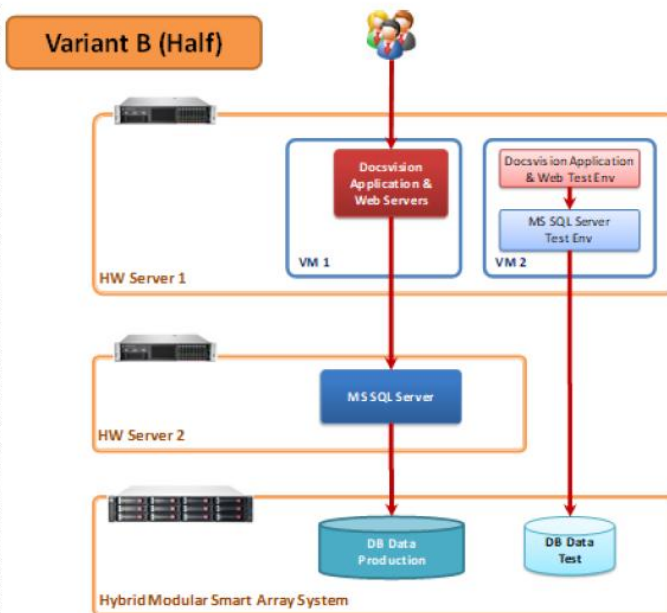 Variant B (Half)
Docsvision
Application &
Web Servers
VM 1
Docsvision Application
& Web Test Env
MS SQL Server
Test Env
VM 2
HW Server 1
MS SQL Server
HW Server 2
DB Data
Production
DB Data
Test
Hybrid Modular Smart Array System